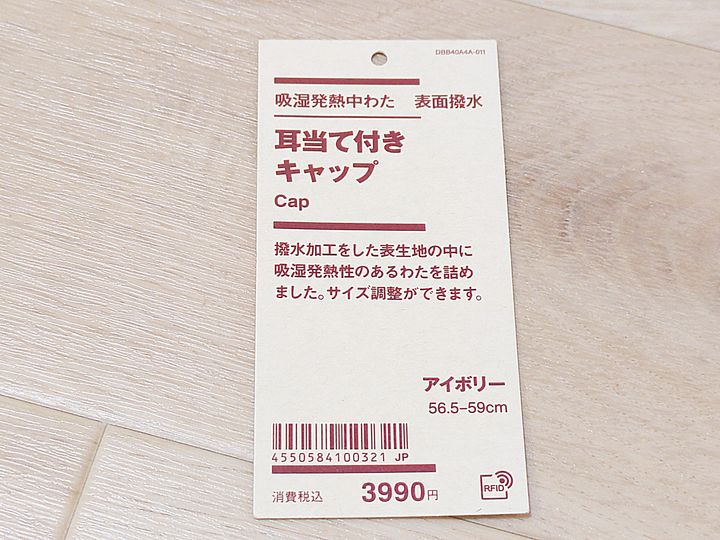 DBB40A4A-011
吸湿発熱中わた　表面撥水
耳当て付き
キャップ
Cap
撥水加工をした表生地の中に
吸湿発熱性のあるわたを詰め
ました。サイズ調整ができます。
アイボリー
56.5–59cm
4550584100321 JP
消費税込 3990円
RFID